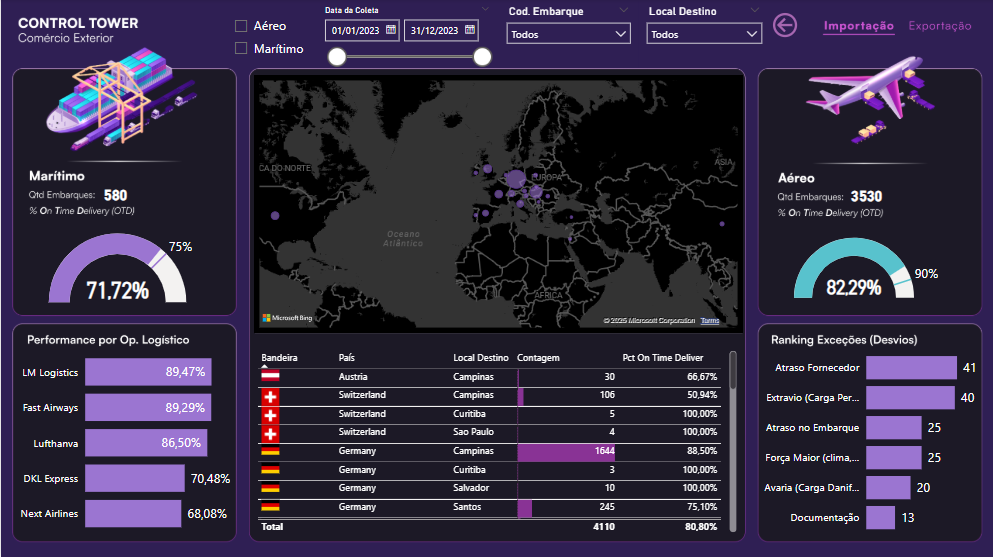 CONTROL TOWER
Comércio Exterior
Aéreo
Marítimo
Data da Coleta
01/01/2023
31/12/2023
Cod. Embarque
Todos
Local Destino
Todos
Importação
Exportação
Marítimo
Qtd Embarques: 580
% On Time Delivery (OTD)
75%
71,72%
CA DO NORTE
EUROPA
ÁSIA
Oceano
Atlântico
ÁFRICA
Microsoft Bing
© 2025 Microsoft Corporation Terms
Aéreo
Qtd Embarques: 3530
% On Time Delivery (OTD)
90%
82,29%
Performance por Op. Logístico
LM Logistics 89,47%
Fast Airways 89,29%
Lufthanva 86,50%
DKL Express 70,48%
Next Airlines 68,08%
Bandeira País Local Destino Contagem Pct On Time Deliver
Austria Campinas 30 66,67%
Switzerland Campinas 106 50,94%
Switzerland Curitiba 5 100,00%
Switzerland Sao Paulo 4 100,00%
Germany Campinas 1644 88,50%
Germany Curitiba 3 100,00%
Germany Salvador 10 100,00%
Germany Santos 245 75,10%
Total 4110 80,80%
Ranking Exceções (Desvios)
Atraso Fornecedor 41
Extravio (Carga Per... 40
Atraso no Embarque 25
Força Maior (clima,... 25
Avaria (Carga Danif... 20
Documentação 13